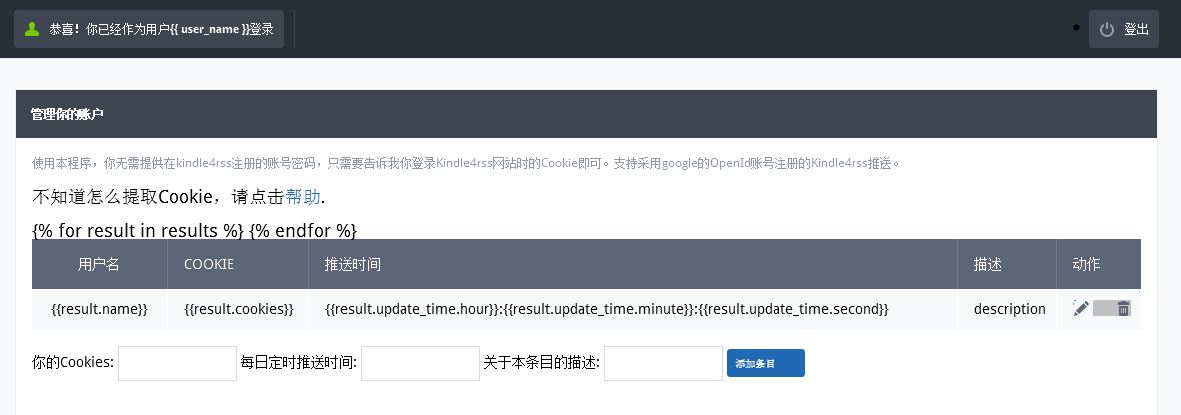 恭喜！你已经作为用户{{ user_name }}登录
登出
管理你的账户
使用本程序，你无需提供在kindle4rss注册的账号密码，只需要告诉我你登录Kindle4rss网站时的Cookie即可。支持采用google的OpenId账号注册的Kindle4rss推送。
不知道怎么提取Cookie，请点击帮助.
{% for result in results %} {% endfor %}
用户名 COOKIE 推送时间 描述 动作
{{result.name}} {{result.cookies}} {{result.update_time.hour}}:{{result.update_time.minute}}:{{result.update_time.second}} description
你的Cookies: 每日定时推送时间: 关于本条目的描述: 添加条目